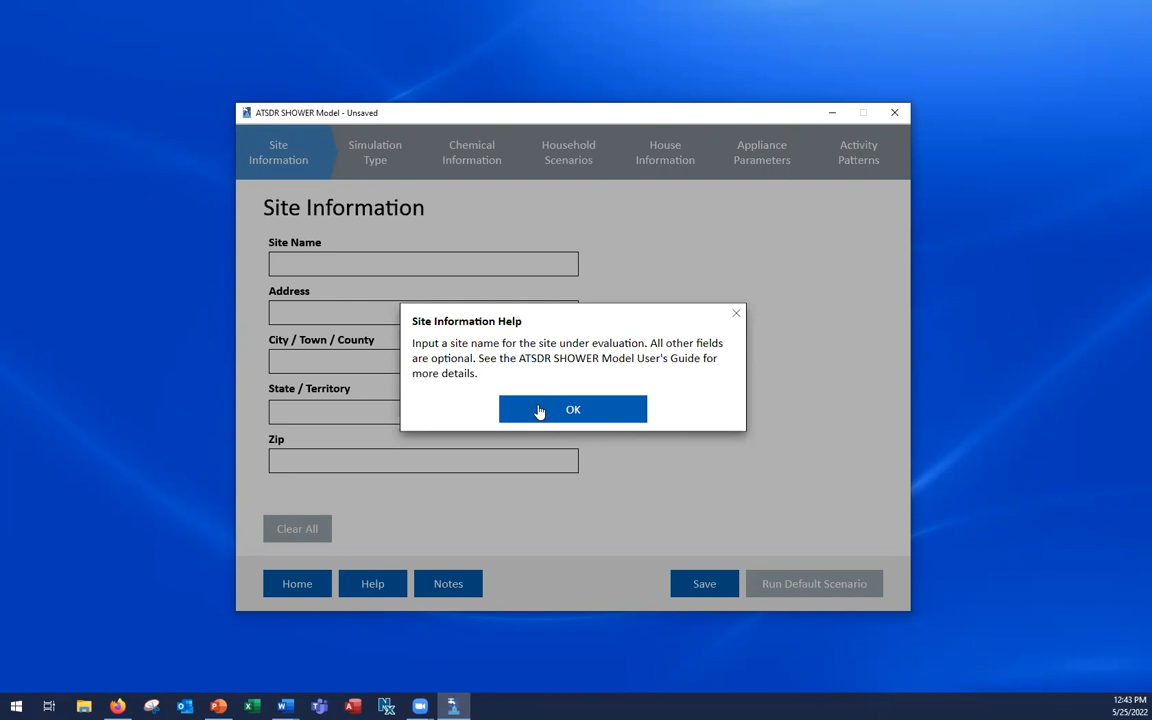 ATSDR SHOWER Model - Unsaved
Site Information
Simulation Type
Chemical Information
Household Scenarios
House Information
Appliance Parameters
Activity Patterns
Site Information
Site Name
Address
City / Town / County
State / Territory
Zip
Site Information Help
Input a site name for the site under evaluation. All other fields
are optional. See the ATSDR SHOWER Model User's Guide for
more details.
OK
Clear All
Home
Help
Notes
Save
Run Default Scenario
12:43 PM
5/25/2022